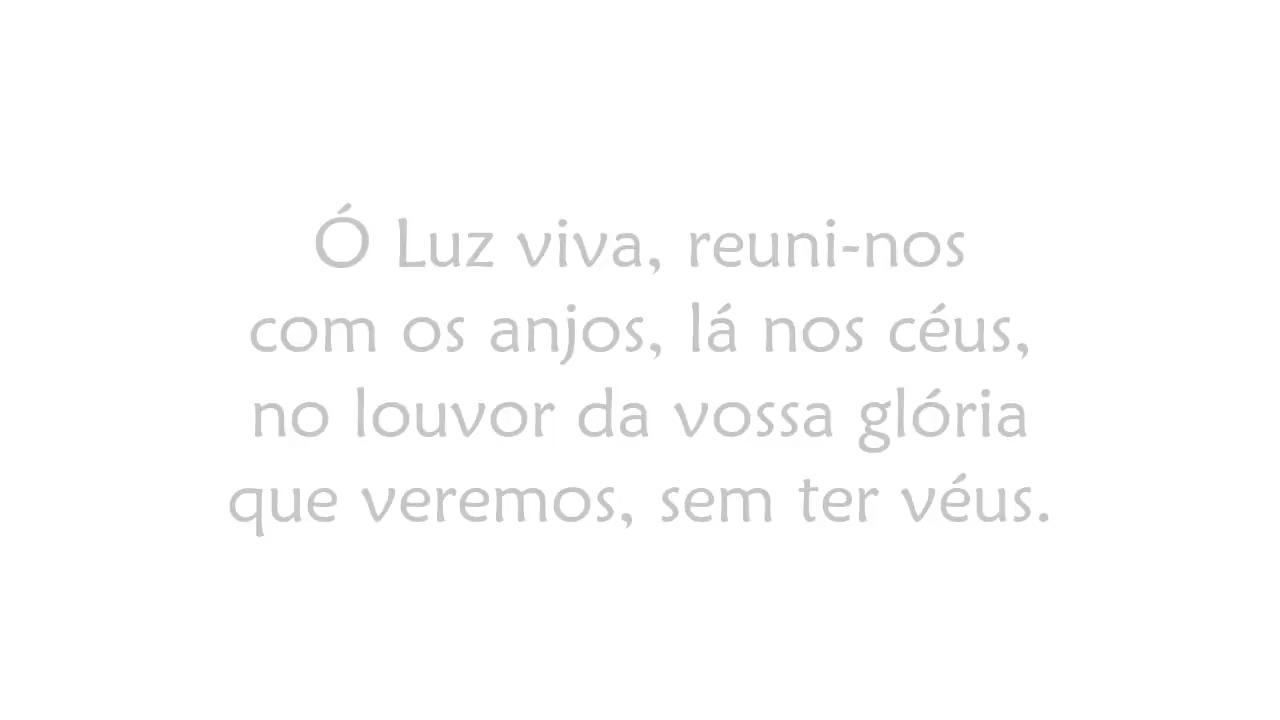 Ó Luz viva, reuni-nos
com os anjos, lá nos céus,
no louvor da vossa glória
que veremos, sem ter véus.